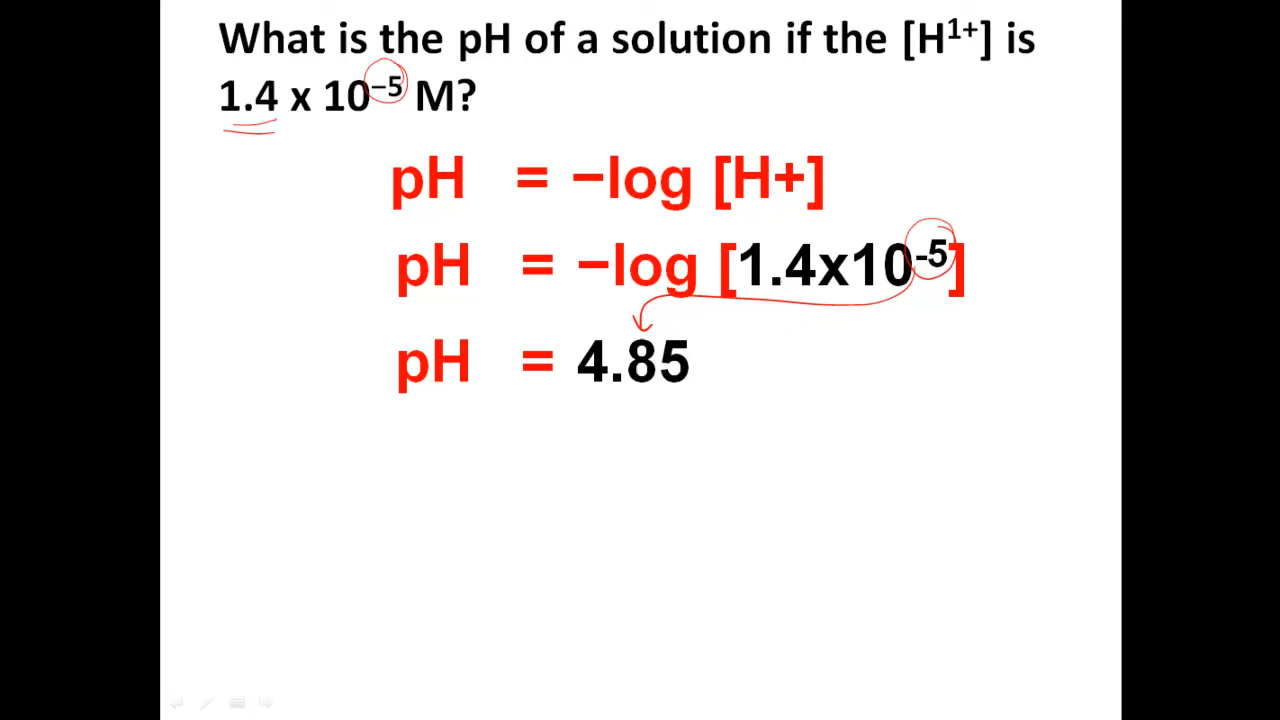 What is the pH of a solution if the [H¹⁺] is
1.4 x 10⁻⁵ M?
pH = −log [H+]
pH = −log [1.4x10⁻⁵]
pH = 4.85